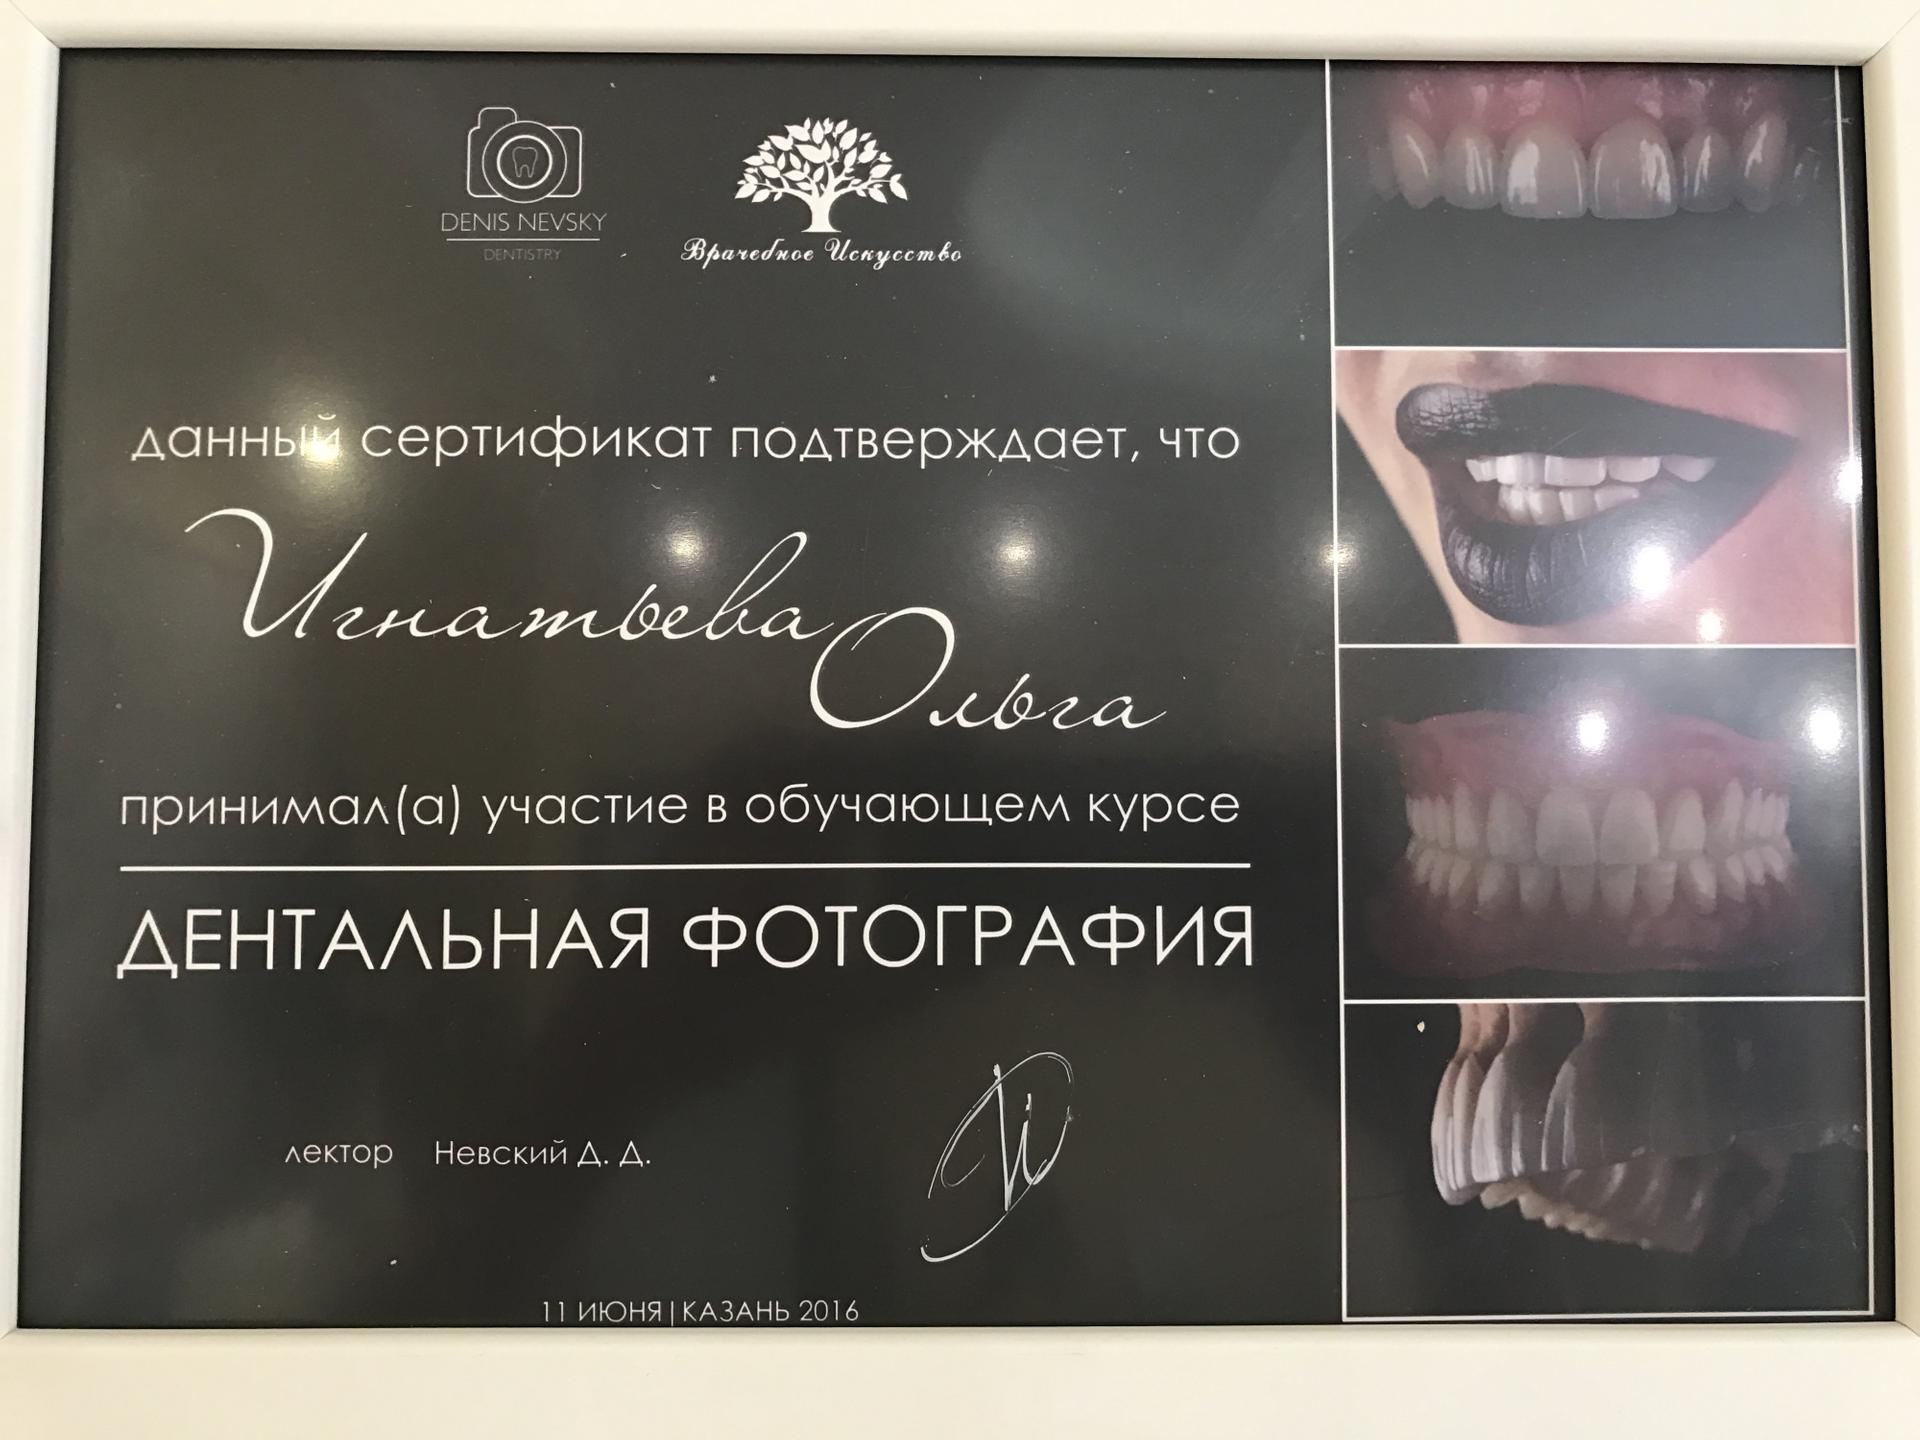 DENIS NEVSKY
DENTISTRY
Врачебное Искусство
данный сертификат подтверждает, что
Игнатьева
Ольга
принимал(а) участие в обучающем курсе
ДЕНТАЛЬНАЯ ФОТОГРАФИЯ
лектор Невский Д. Д.
11 ИЮНЯ|КАЗАНЬ 2016